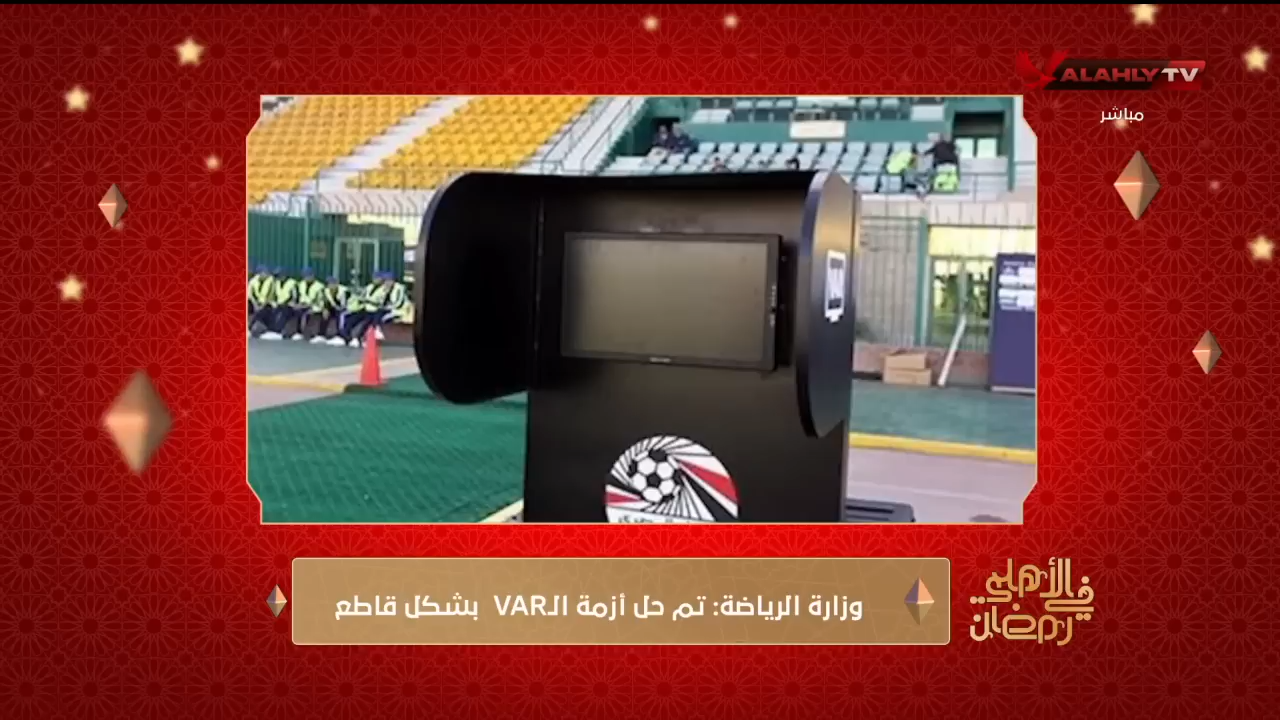 ALAHLY TV
مباشر
وزارة الرياضة: تم حل أزمة الـVAR بشكل قاطع
الأهلي
في
رمضان